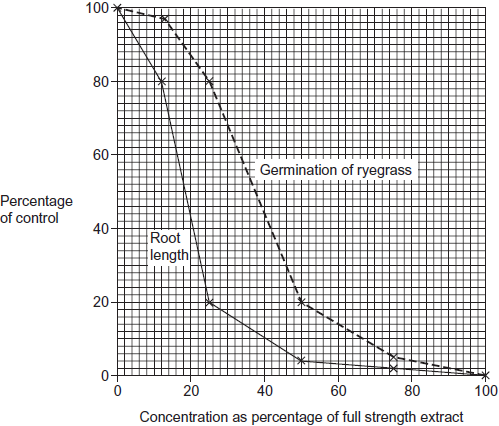 100
80
60
40
20
0
Percentage
of control
Germination of ryegrass
Root
length
0 20 40 60 80 100
Concentration as percentage of full strength extract